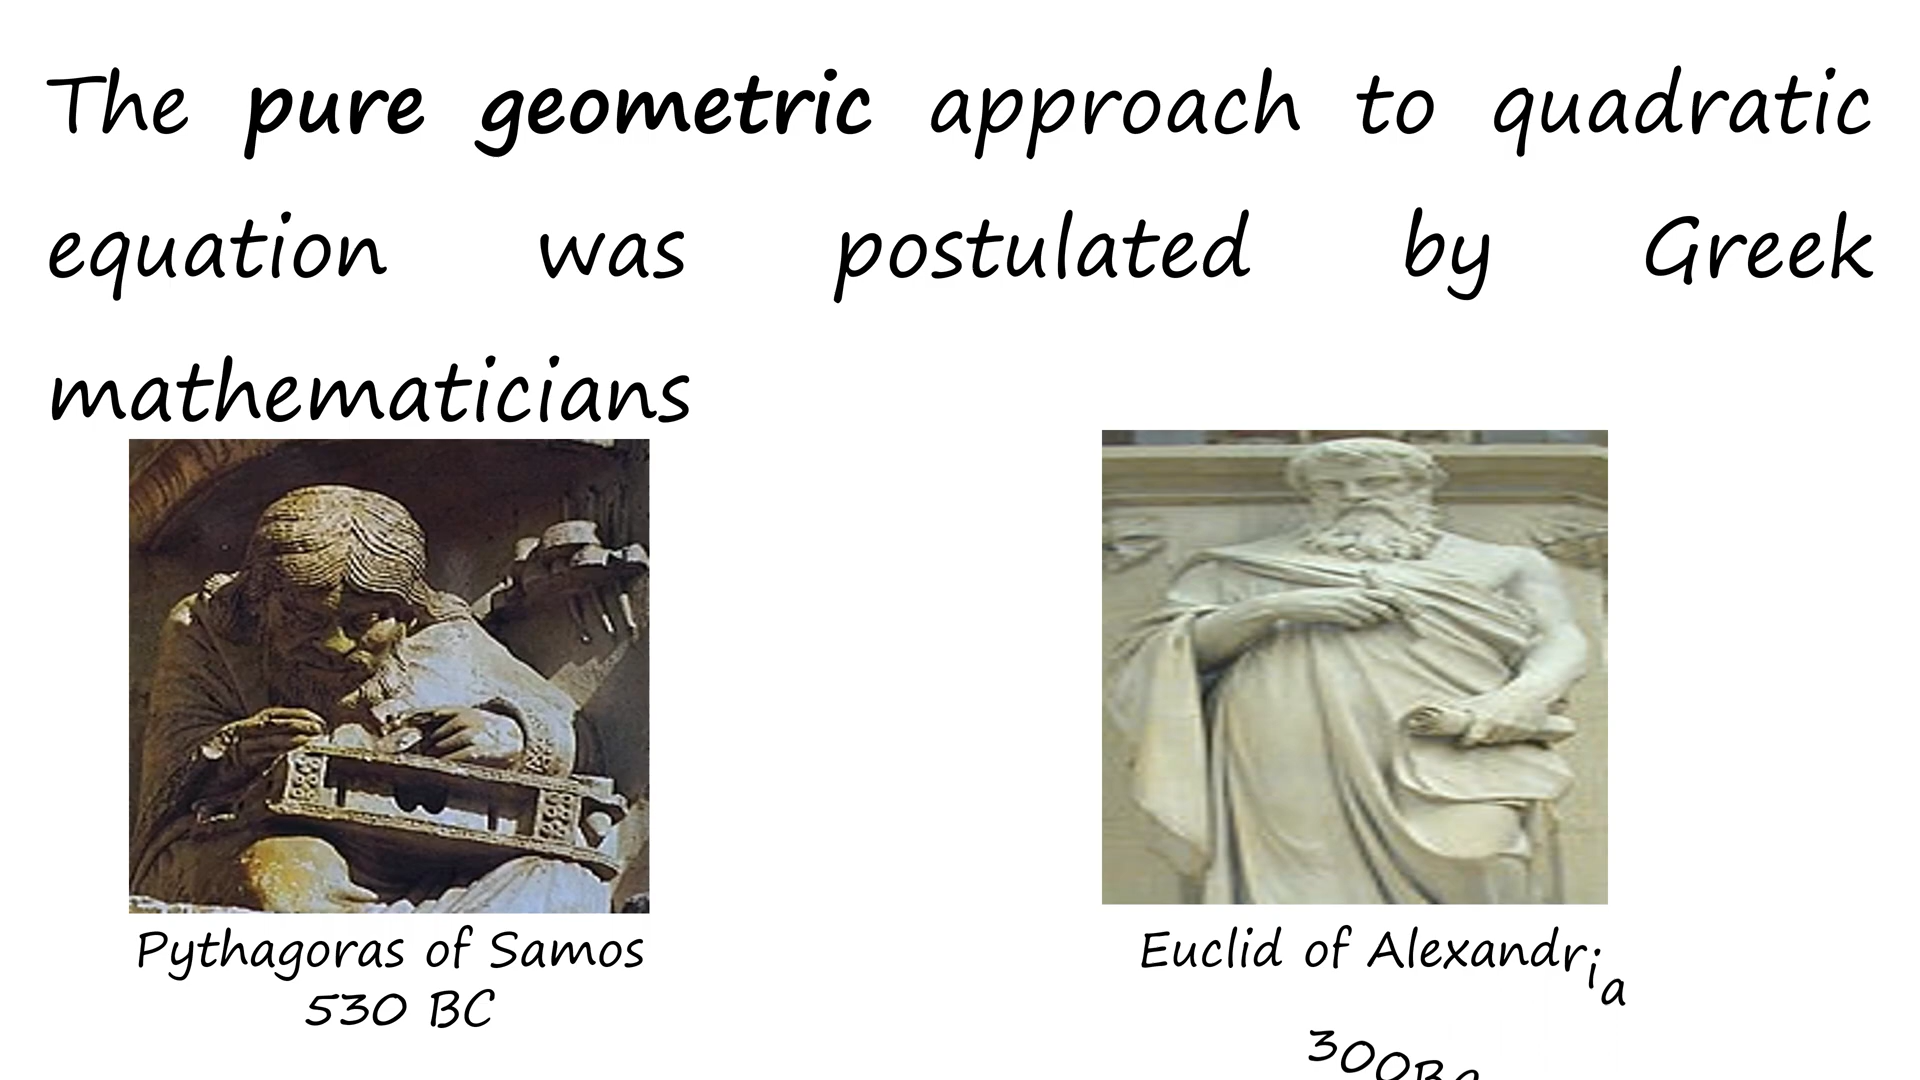 The pure geometric approach to quadratic
equation was postulated by Greek
mathematicians
Pythagoras of Samos
530 BC
Euclid of Alexandria
300BC